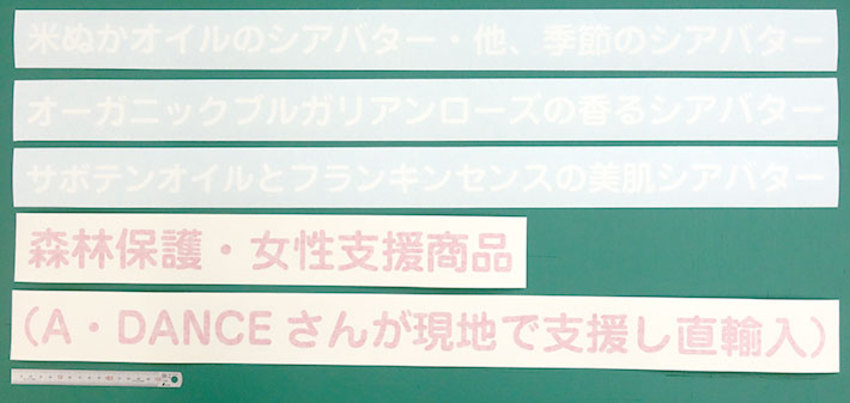 米ぬかオイルのシアバター・他、季節のシアバター
オーガニックブルガリアンローズの香るシアバター
サボテンオイルとフランキンセンスの美肌シアバター
森林保護・女性支援商品
（A・DANCEさんが現地で支援し直輸入）